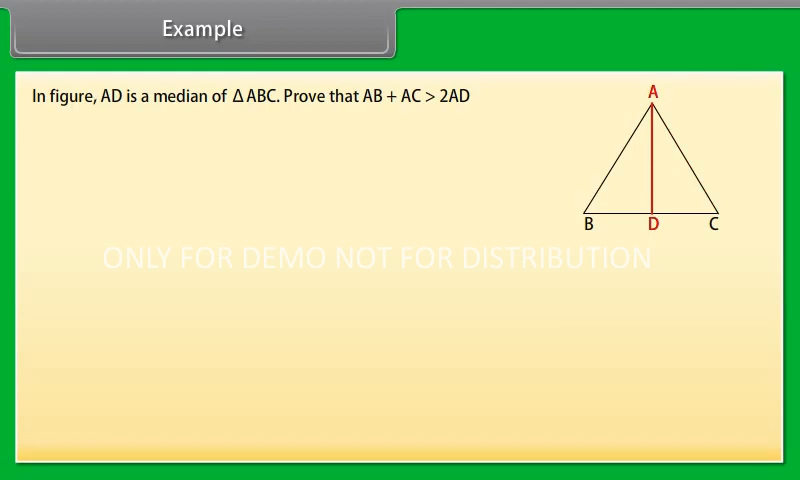 Example
In figure, AD is a median of Δ ABC. Prove that AB + AC > 2AD
A
B D C
ONLY FOR DEMO NOT FOR DISTRIBUTION